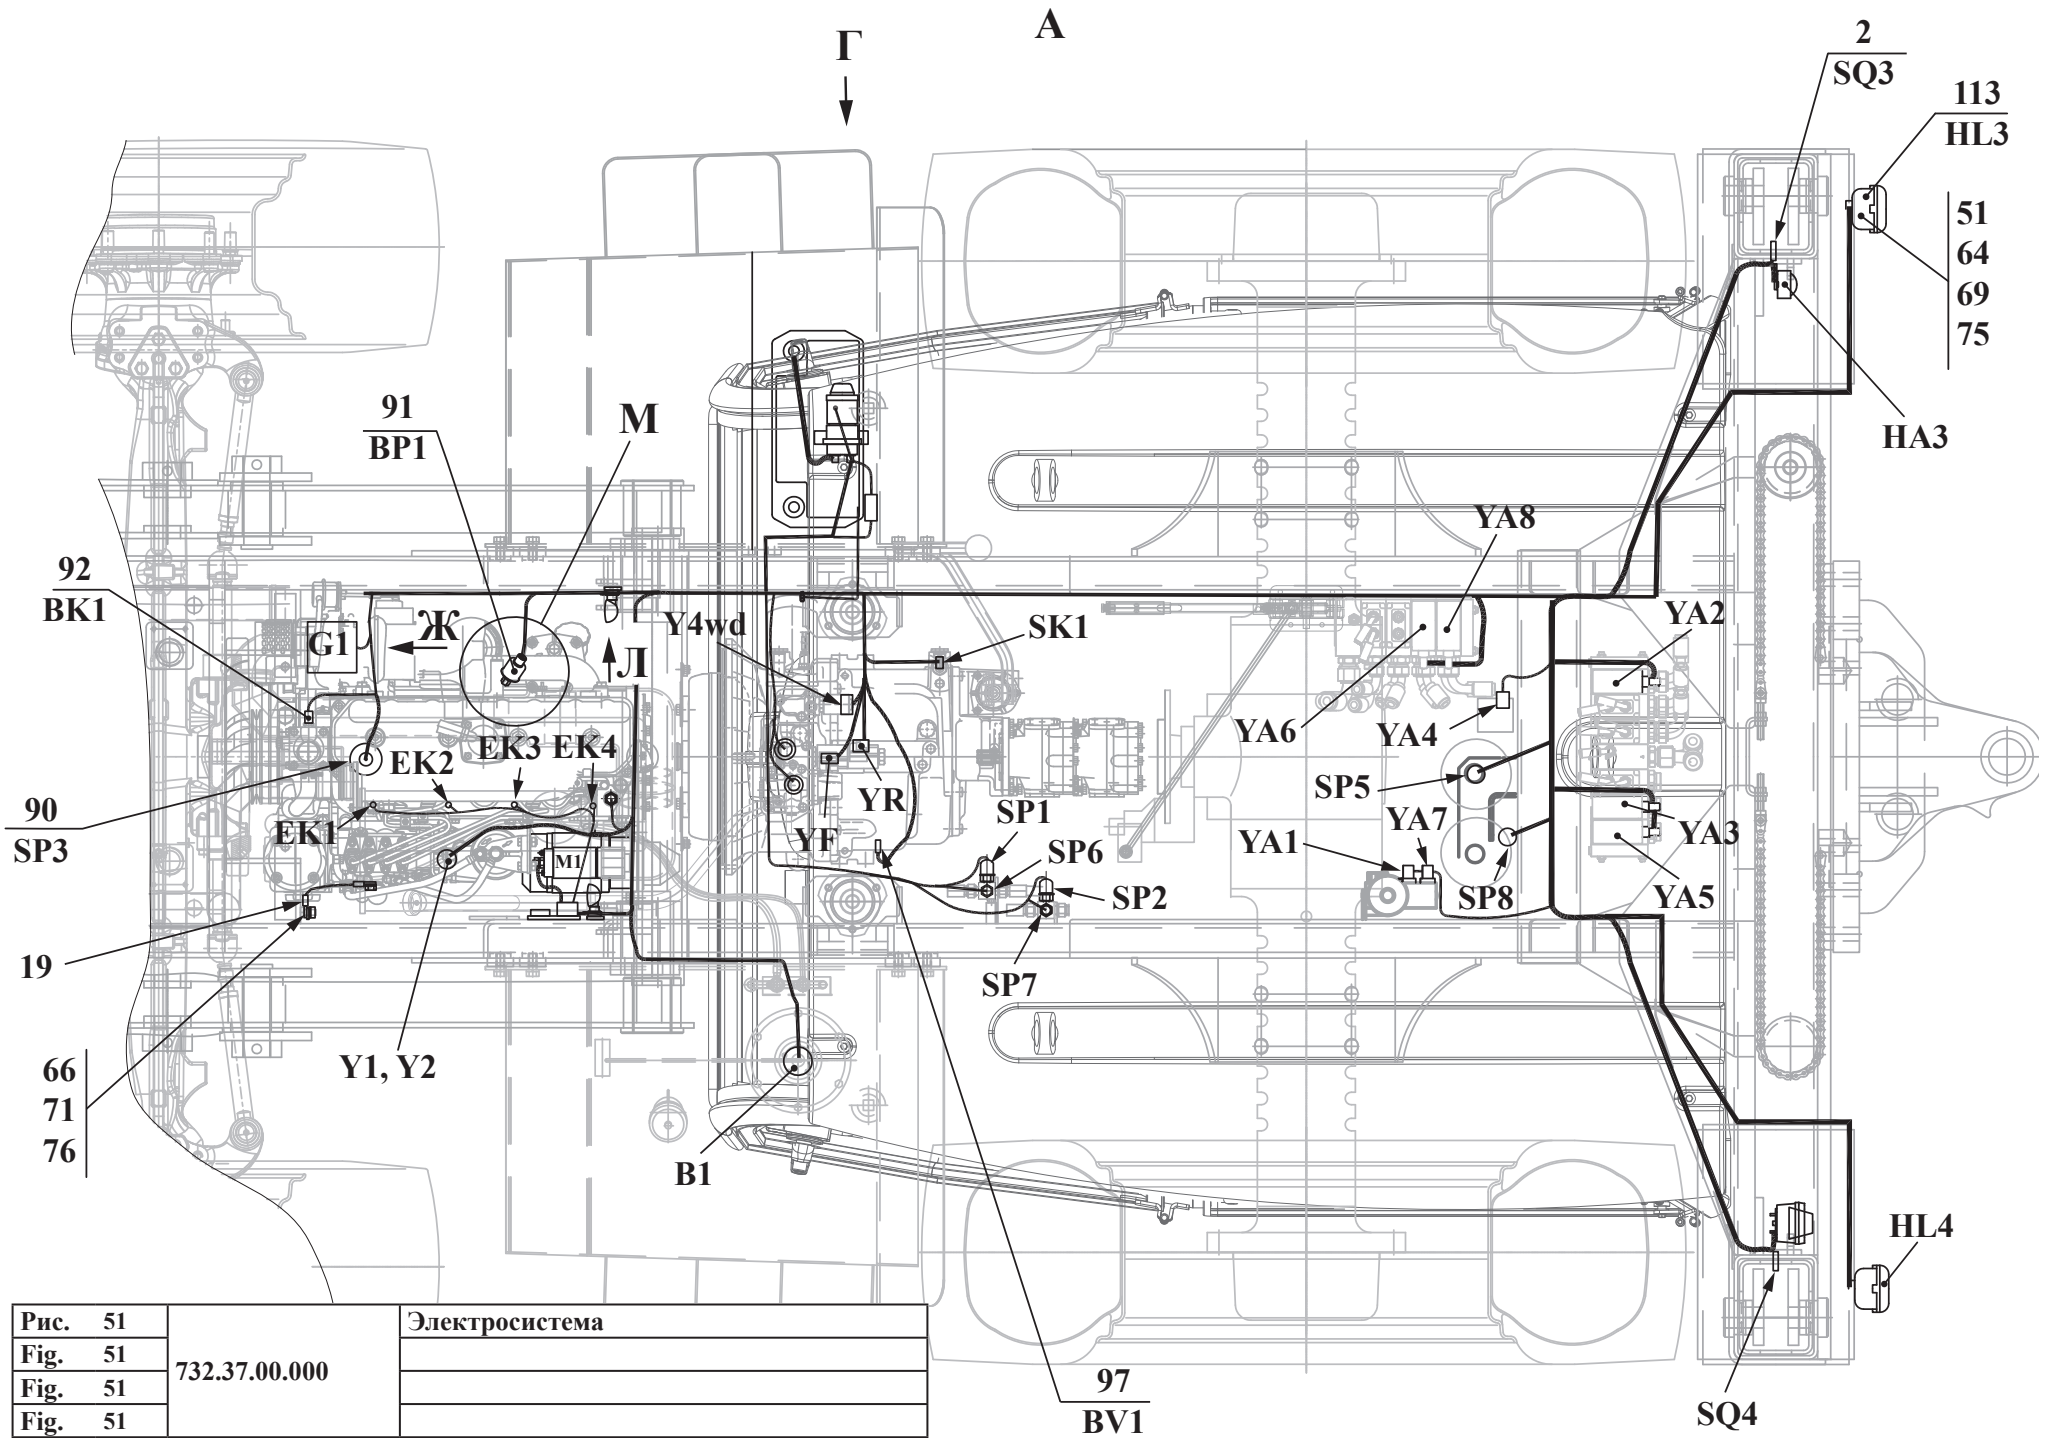 А
Г
2
SQ3
113
HL3
51
64
69
75
HA3
91
BP1
М
YA8
92
BK1
G1
Ж
Л
Y4wd
SK1
YA2
YA6
YA4
EK2
EK3
EK4
SP5
YR
YF
SP1
YA1
YA7
YA3
90
SP3
EK1
M1
SP6
SP2
SP8
YA5
19
SP7
66
71
76
Y1, Y2
B1
HL4
97
BV1
SQ4
Рис. 51
Fig. 51
Fig. 51
Fig. 51
732.37.00.000
Электросистема